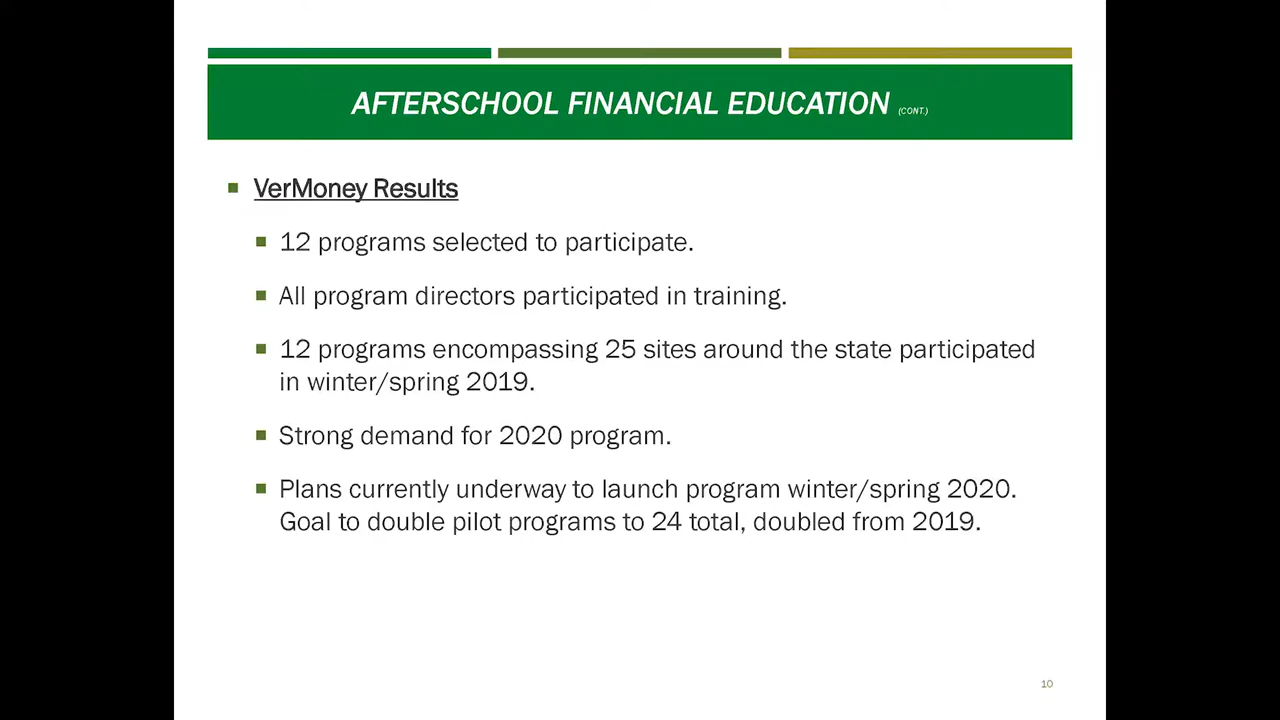 AFTERSCHOOL FINANCIAL EDUCATION (CONT.)
VerMoney Results
12 programs selected to participate.
All program directors participated in training.
12 programs encompassing 25 sites around the state participated
in winter/spring 2019.
Strong demand for 2020 program.
Plans currently underway to launch program winter/spring 2020.
Goal to double pilot programs to 24 total, doubled from 2019.
10